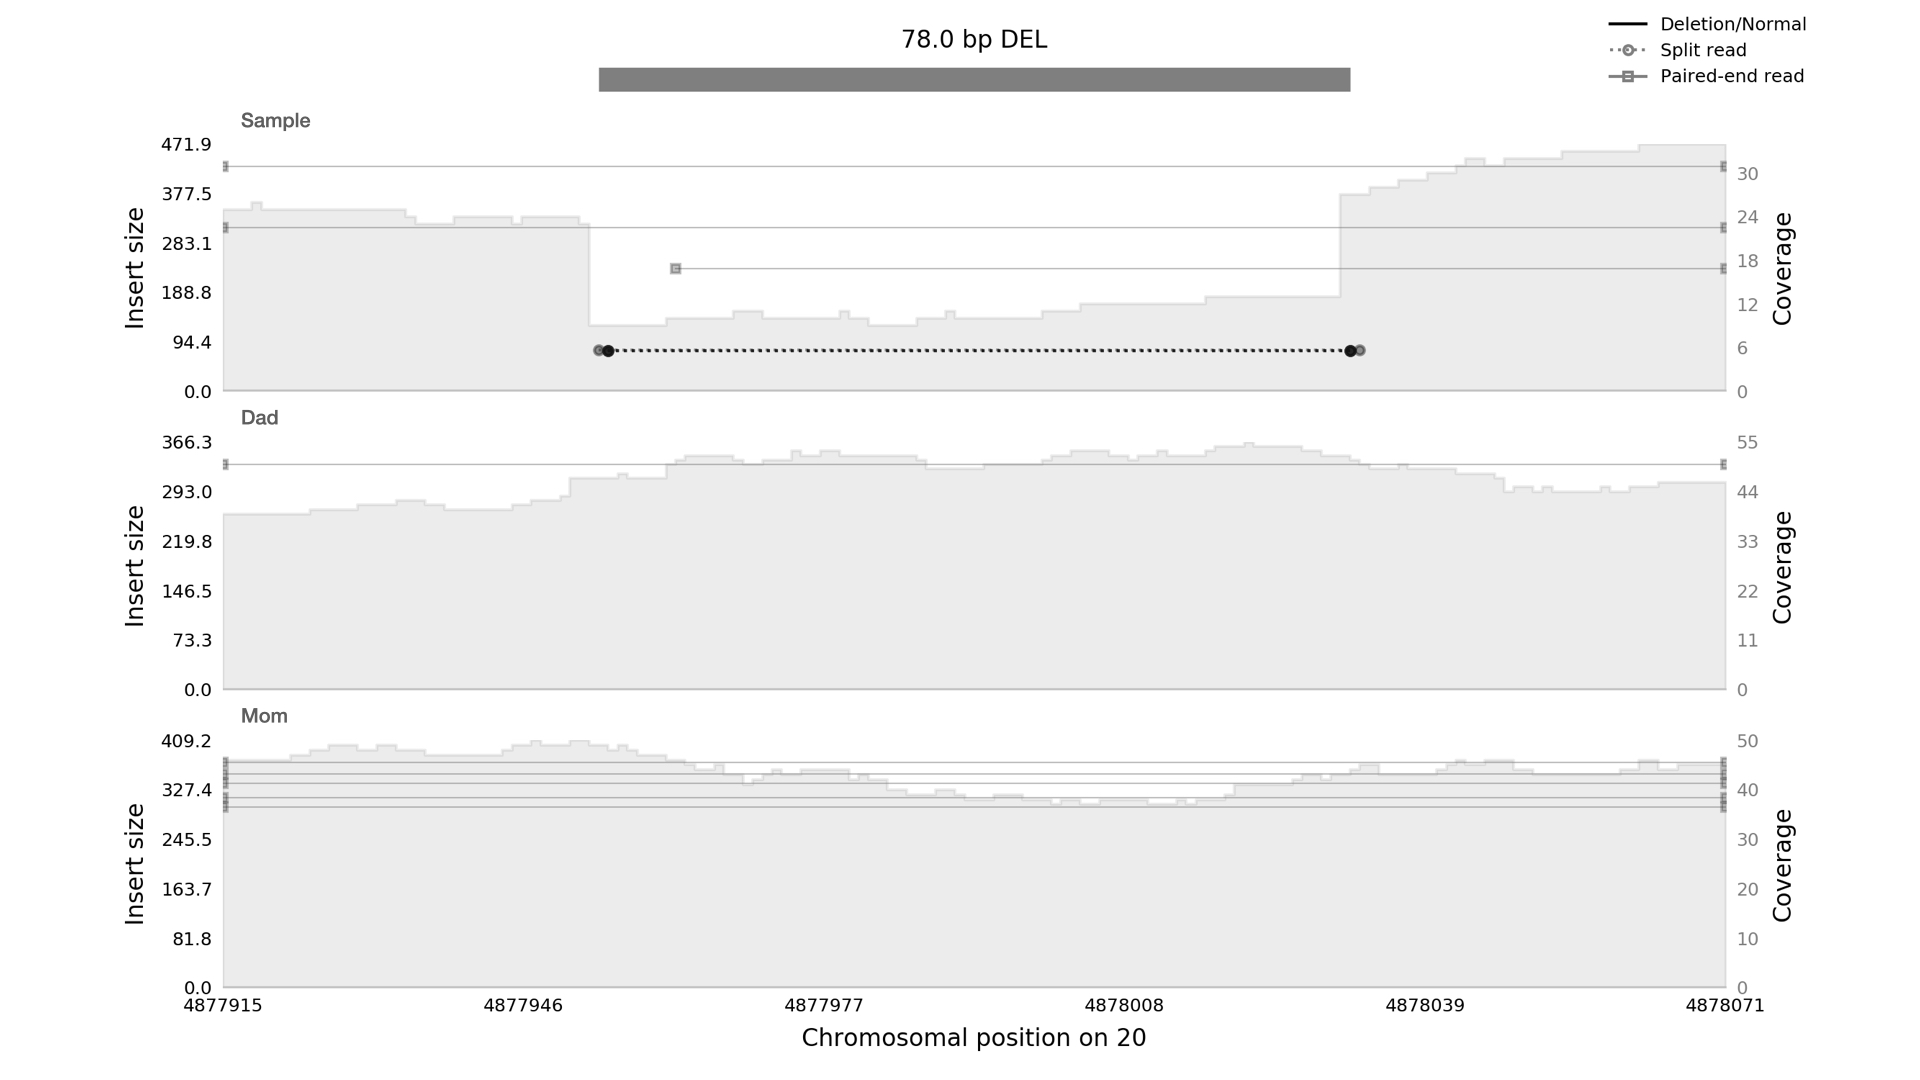 78.0 bp DEL
Deletion/Normal
Split read
Paired-end read
Sample
471.9
377.5
283.1
188.8
94.4
0.0
Insert size
30
24
18
12
6
0
Coverage
Dad
366.3
293.0
219.8
146.5
73.3
0.0
Insert size
55
44
33
22
11
0
Coverage
Mom
409.2
327.4
245.5
163.7
81.8
0.0
Insert size
50
40
30
20
10
0
Coverage
4877915 4877946 4877977 4878008 4878039 4878071
Chromosomal position on 20